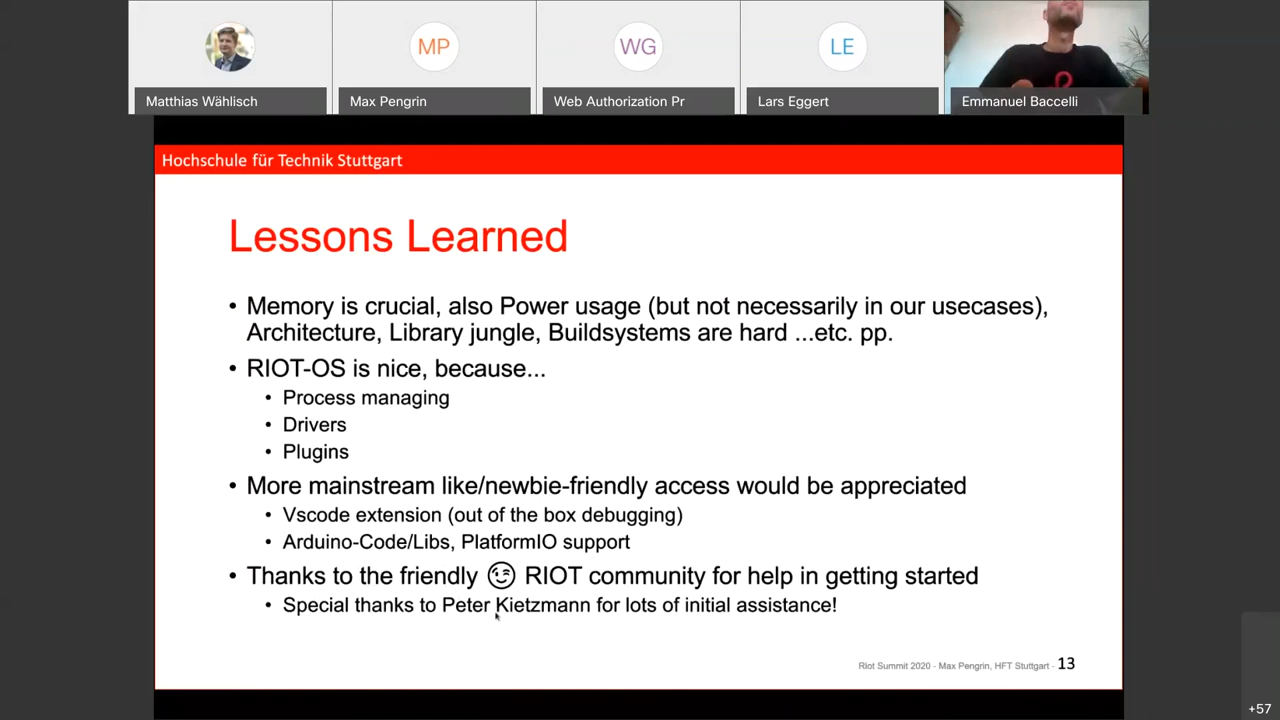 MP
WG
LE
Matthias Wählisch
Max Pengrin
Web Authorization Pr
Lars Eggert
Emmanuel Baccelli
Hochschule für Technik Stuttgart
Lessons Learned
• Memory is crucial, also Power usage (but not necessarily in our usecases),
Architecture, Library jungle, Buildsystems are hard ...etc. pp.
• RIOT-OS is nice, because...
• Process managing
• Drivers
• Plugins
• More mainstream like/newbie-friendly access would be appreciated
• Vscode extension (out of the box debugging)
• Arduino-Code/Libs, PlatformIO support
• Thanks to the friendly 😉 RIOT community for help in getting started
• Special thanks to Peter Kietzmann for lots of initial assistance!
Riot Summit 2020 - Max Pengrin, HFT Stuttgart - 13
+57